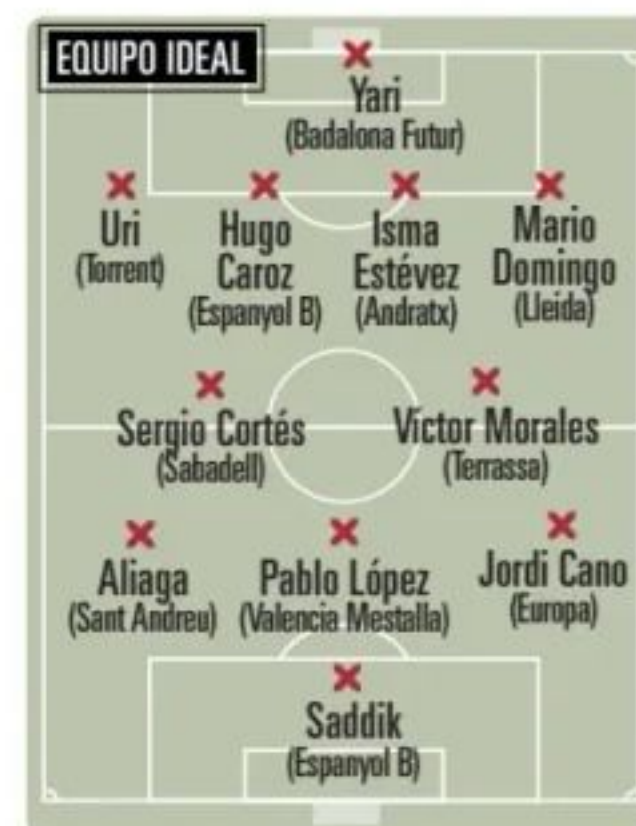 EQUIPO IDEAL
Yari
(Badalona Futur)
Uri
(Torrent)
Hugo
Caroz
(Espanyol B)
Isma
Estévez
(Andratx)
Mario
Domingo
(Lleida)
Sergio Cortés
(Sabadell)
Víctor Morales
(Terrassa)
Aliaga
(Sant Andreu)
Pablo López
(Valencia Mestalla)
Jordi Cano
(Europa)
Saddik
(Espanyol B)